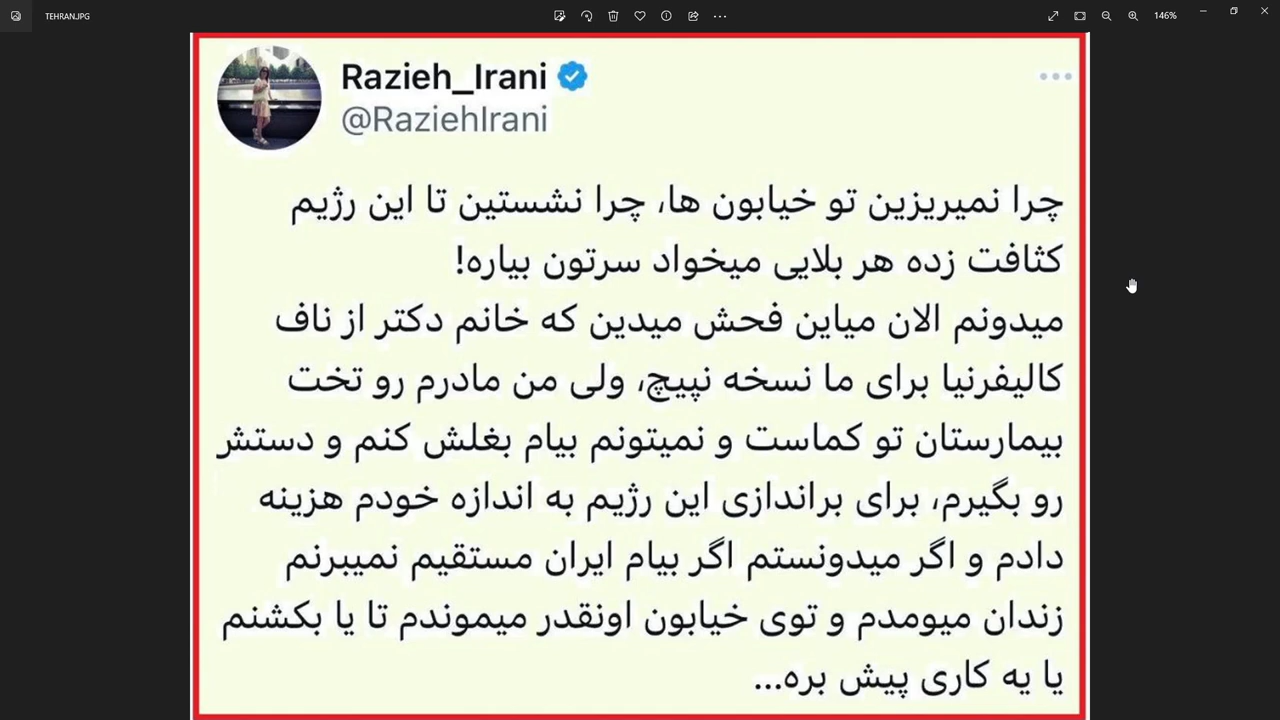 TEHRAN.JPG
146%
Razieh_Irani
@RaziehIrani
چرا نمیریزین تو خیابون ها، چرا نشستین تا این رژیم
کثافت زده هر بلایی میخواد سرتون بیاره!
میدونم الان میاین فحش میدین که خانم دکتر از ناف
کالیفرنیا برای ما نسخه نپیچ، ولی من مادرم رو تخت
بیمارستان تو کماست و نمیتونم بیام بغلش کنم و دستش
رو بگیرم، برای براندازی این رژیم به اندازه خودم هزینه
دادم و اگر میدونستم اگر بیام ایران مستقیم نمیبرنم
زندان میومدم و توی خیابون اونقدر میموندم تا یا بکشنم
یا یه کاری پیش بره...